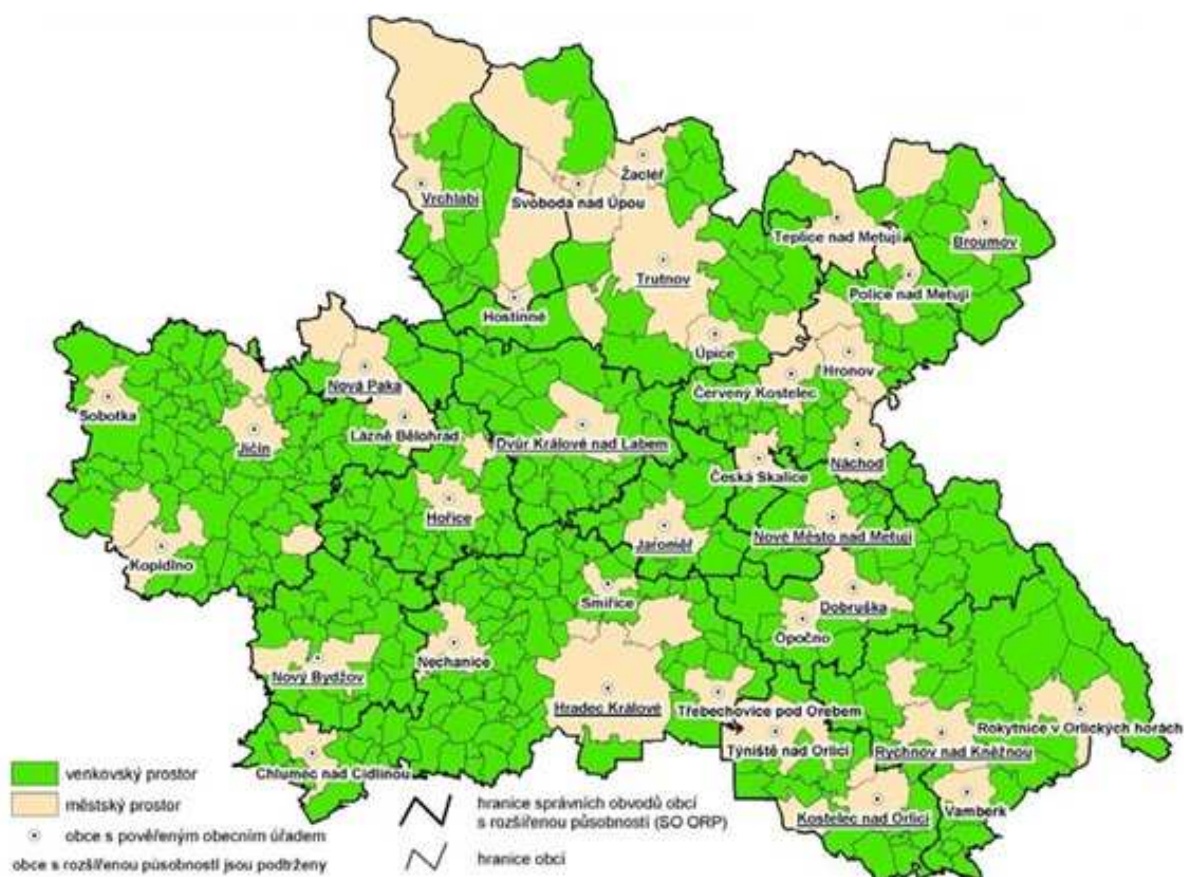 Žacléř
Vrchlabí
Svoboda nad Úpou
Teplice nad Metují
Broumov
Trutnov
Police nad Metují
Hostinné
Úpice
Hronov
Nová Paka
Červený Kostelec
Sobotka
Lázně Bělohrad
Jičín
Dvůr Králové nad Labem
Náchod
Česká Skalice
Hořice
Jaroměř
Nové Město nad Metují
Kopidlno
Smiřice
Dobruška
Opočno
Nechanice
Nový Bydžov
Hradec Králové
Třebechovice pod Orebem
Rokytnice v Orlických horách
Týniště nad Orlicí
Rychnov nad Kněžnou
Chlumec nad Cidlinou
Kostelec nad Orlicí
Vamberk
venkovský prostor
městský prostor
obce s pověřeným obecním úřadem
obce s rozšířenou působností jsou podtrženy
hranice správních obvodů obcí
s rozšířenou působností (SO ORP)
hranice obcí